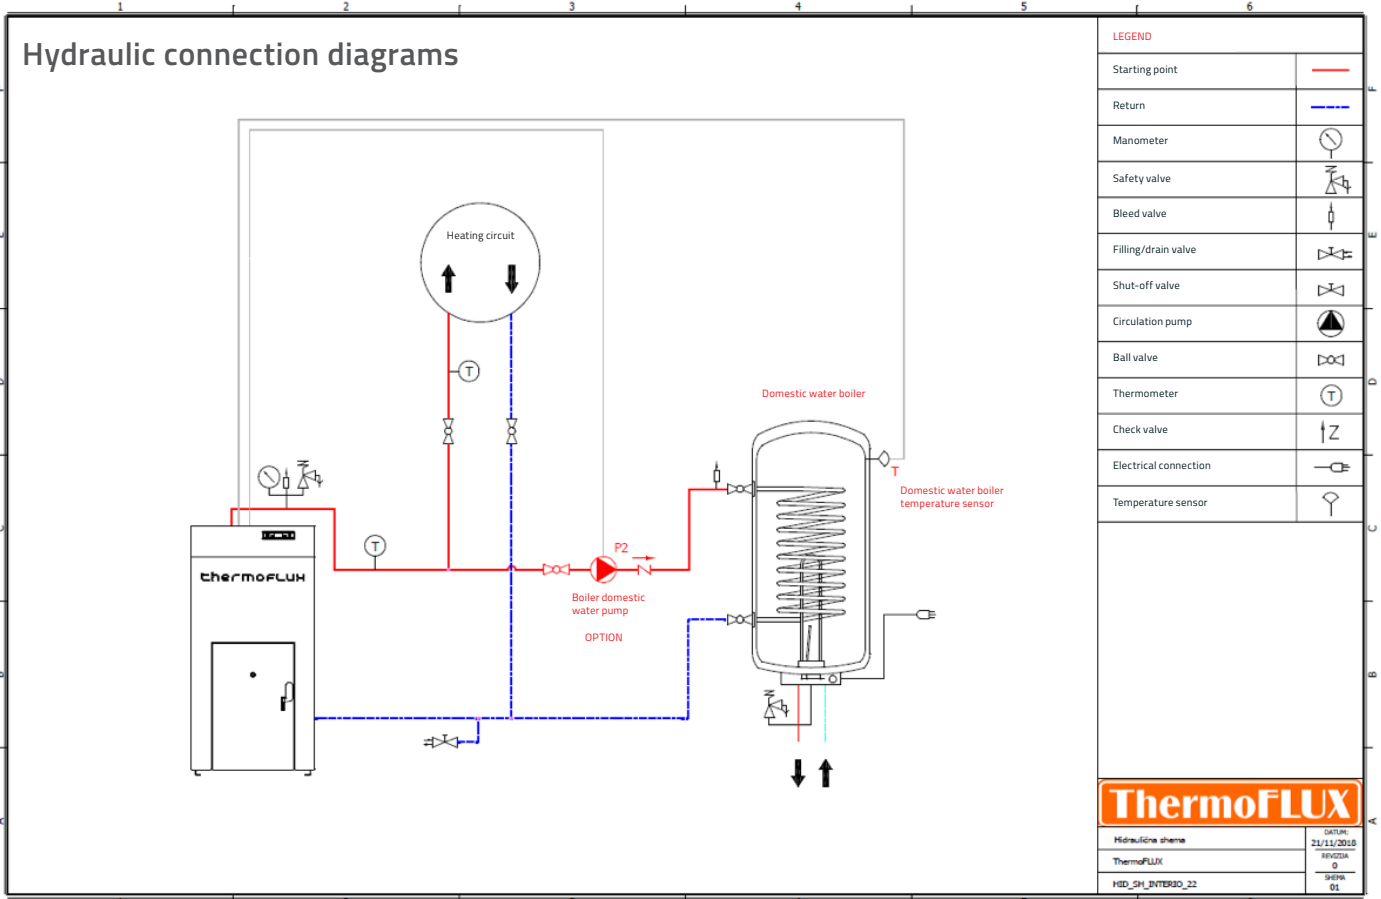 1 2 3 4 5 6
Hydraulic connection diagrams
LEGEND
Starting point
Return
Manometer
Safety valve
Bleed valve
Filling/drain valve
Shut-off valve
Circulation pump
Ball valve
Thermometer
T
Check valve
Z
Electrical connection
Temperature sensor
F
E
D
C
B
A
Heating circuit
T
Domestic water boiler
T
Domestic water boiler
temperature sensor
T
P2
Boiler domestic
water pump
OPTION
thermoFLUX
ThermoFLUX
Hidraulična shema
ThermoFLUX
HID_SH_INTERIO_22
DATUM:
21/11/2018
REVIZIJA
0
SHEMA
01